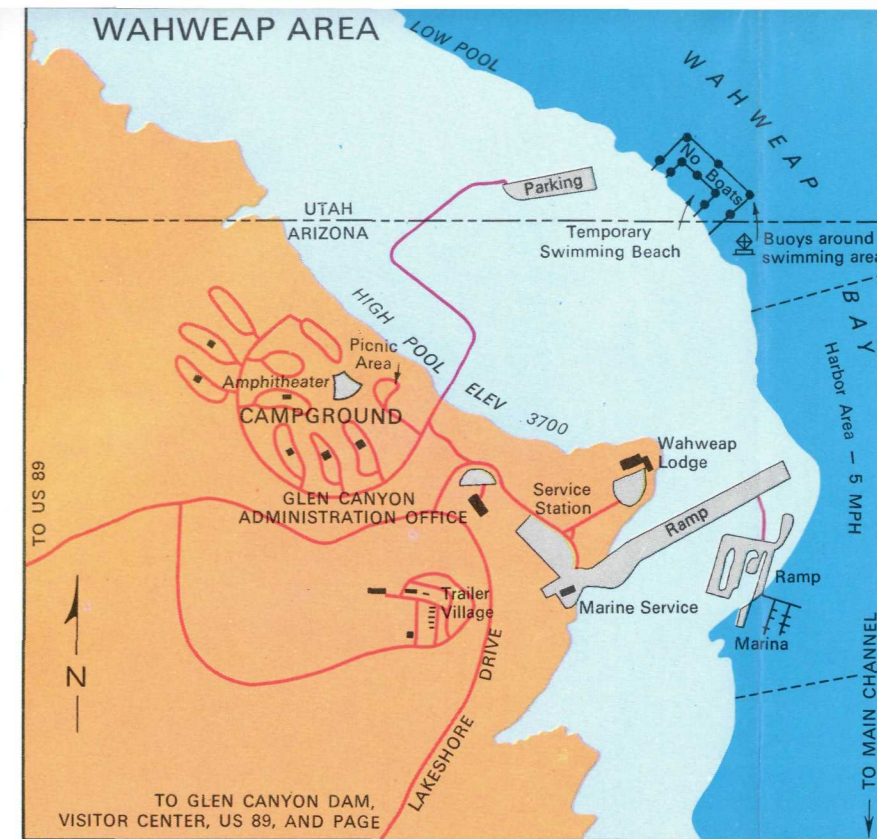 WAHWEAP AREA
LOW POOL
WAHWEAP
BAY
No Boats
Parking
UTAH
ARIZONA
Temporary
Swimming Beach
Buoys around
swimming area
HIGH POOL ELEV 3700
Picnic
Area
Amphitheater
CAMPGROUND
Harbor Area — 5 MPH
Wahweap
Lodge
TO US 89
GLEN CANYON
ADMINISTRATION OFFICE
Service
Station
Ramp
Ramp
Trailer
Village
Marine Service
Marina
N
LAKESHORE DRIVE
TO MAIN CHANNEL
TO GLEN CANYON DAM,
VISITOR CENTER, US 89, AND PAGE